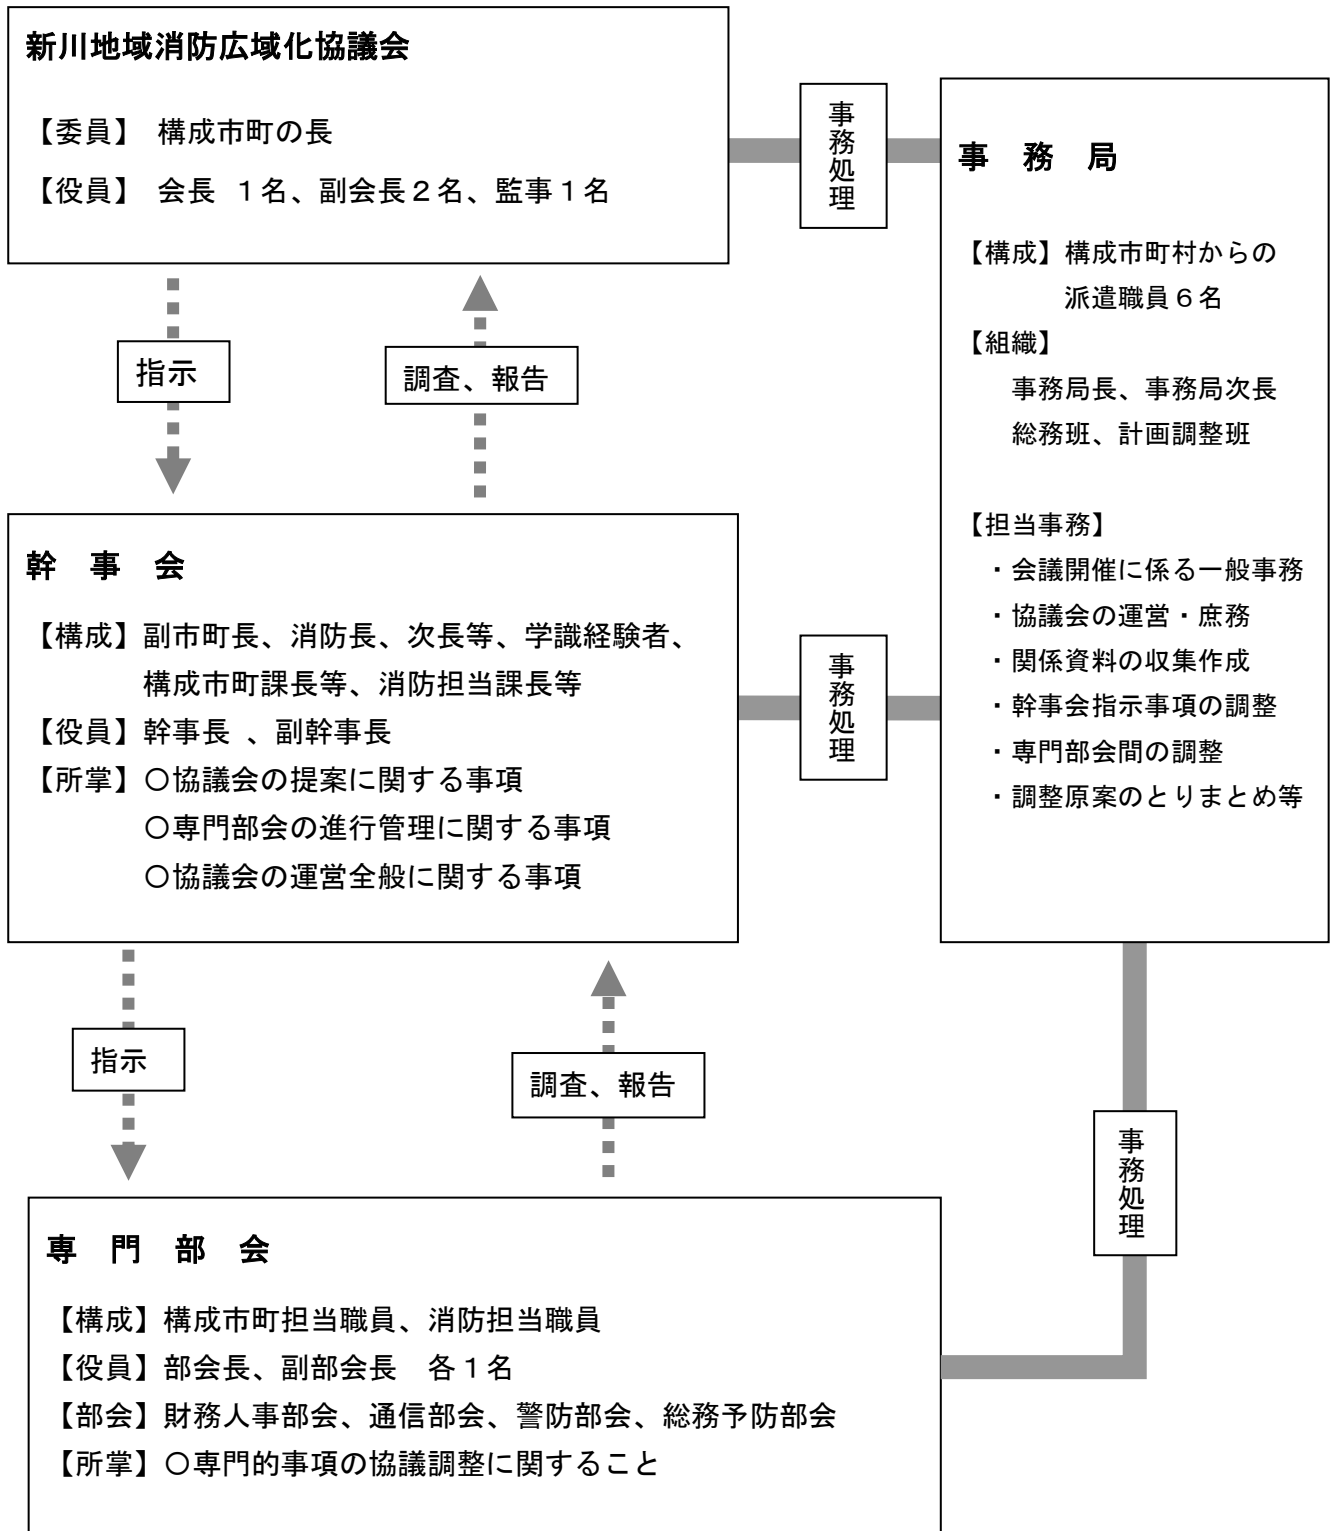 新川地域消防広域化協議会
【委員】 構成市町の長
【役員】 会長 1名、副会長2名、監事1名
事務処理
事 務 局
【構成】構成市町村からの
派遣職員6名
【組織】
事務局長、事務局次長
総務班、計画調整班
【担当事務】
・会議開催に係る一般事務
・協議会の運営・庶務
・関係資料の収集作成
・幹事会指示事項の調整
・専門部会間の調整
・調整原案のとりまとめ等
指示
調査、報告
幹 事 会
【構成】副市町長、消防長、次長等、学識経験者、
構成市町課長等、消防担当課長等
【役員】幹事長 、副幹事長
【所掌】〇協議会の提案に関する事項
〇専門部会の進行管理に関する事項
〇協議会の運営全般に関する事項
事務処理
指示
調査、報告
事務処理
専 門 部 会
【構成】構成市町担当職員、消防担当職員
【役員】部会長、副部会長 各1名
【部会】財務人事部会、通信部会、警防部会、総務予防部会
【所掌】〇専門的事項の協議調整に関すること